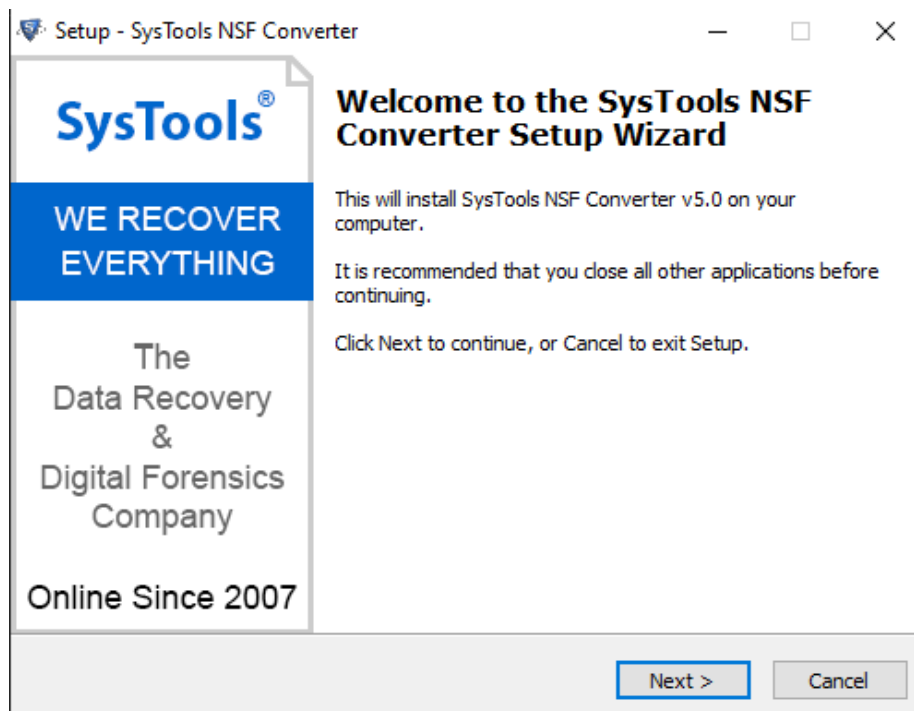 Setup - SysTools NSF Converter
SysTools®
WE RECOVER
EVERYTHING
The
Data Recovery
&
Digital Forensics
Company
Online Since 2007
Welcome to the SysTools NSF
Converter Setup Wizard
This will install SysTools NSF Converter v5.0 on your
computer.
It is recommended that you close all other applications before
continuing.
Click Next to continue, or Cancel to exit Setup.
Next >
Cancel